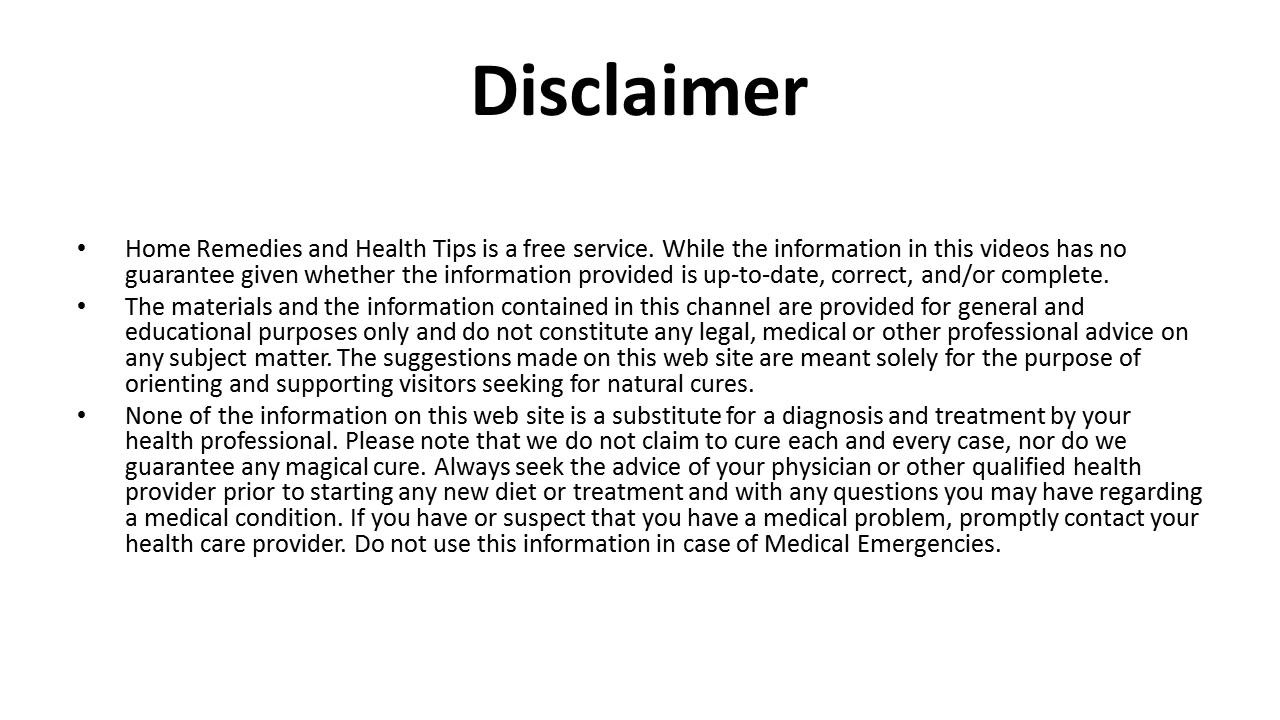 Disclaimer
• Home Remedies and Health Tips is a free service. While the information in this videos has no
guarantee given whether the information provided is up-to-date, correct, and/or complete.
• The materials and the information contained in this channel are provided for general and
educational purposes only and do not constitute any legal, medical or other professional advice on
any subject matter. The suggestions made on this web site are meant solely for the purpose of
orienting and supporting visitors seeking for natural cures.
• None of the information on this web site is a substitute for a diagnosis and treatment by your
health professional. Please note that we do not claim to cure each and every case, nor do we
guarantee any magical cure. Always seek the advice of your physician or other qualified health
provider prior to starting any new diet or treatment and with any questions you may have regarding
a medical condition. If you have or suspect that you have a medical problem, promptly contact your
health care provider. Do not use this information in case of Medical Emergencies.